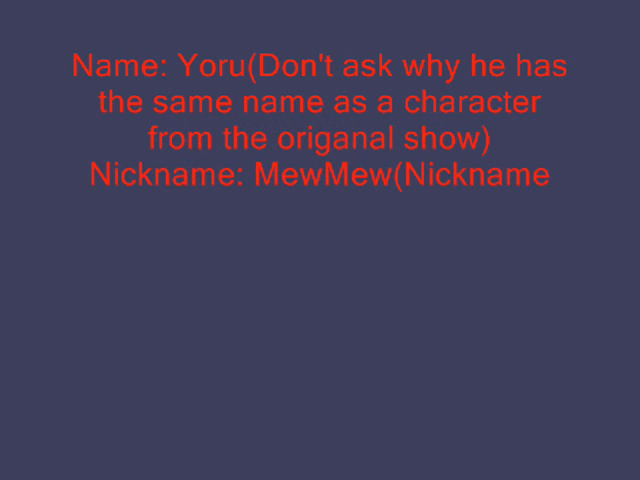 Name: Yoru(Don't ask why he has
the same name as a character
from the origanal show)
Nickname: MewMew(Nickname